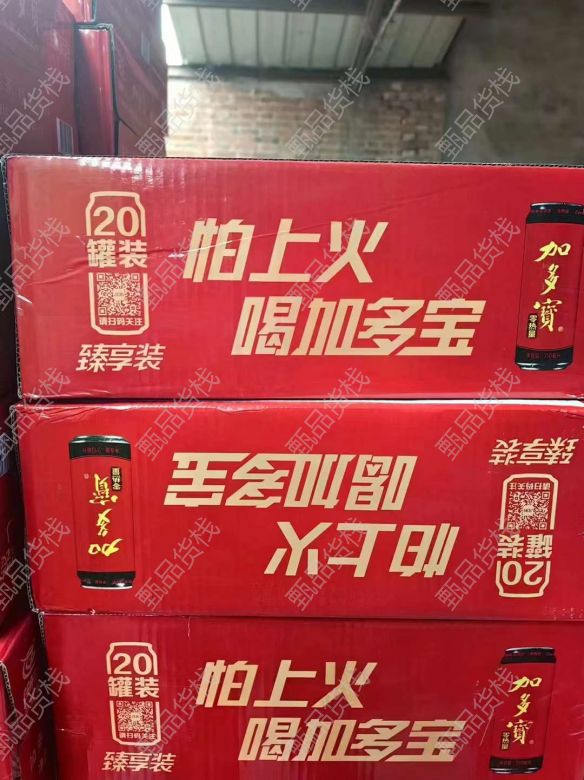 20
罐装
请扫码关注
臻享装
怕上火
喝加多宝
加多寶
零热量
加多寶
零热量
怕上火
喝加多宝
20
罐装
请扫码关注
臻享装
20
罐装
请扫码关注
臻享装
怕上火
喝加多宝
加多寶
零热量
甄品货栈